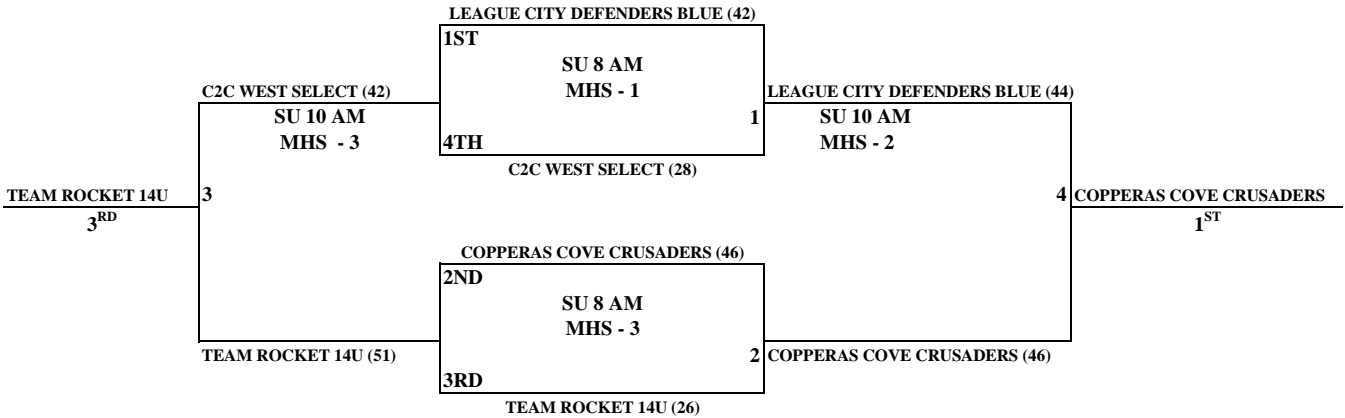 LEAGUE CITY DEFENDERS BLUE (42)
1ST
SU 8 AM
MHS - 1
C2C WEST SELECT (42)
LEAGUE CITY DEFENDERS BLUE (44)
SU 10 AM
MHS - 3
1
SU 10 AM
MHS - 2
4TH
C2C WEST SELECT (28)
TEAM ROCKET 14U
3
3RD
4
COPPERAS COVE CRUSADERS
1ST
COPPERAS COVE CRUSADERS (46)
2ND
SU 8 AM
MHS - 3
TEAM ROCKET 14U (51)
2
COPPERAS COVE CRUSADERS (46)
3RD
TEAM ROCKET 14U (26)